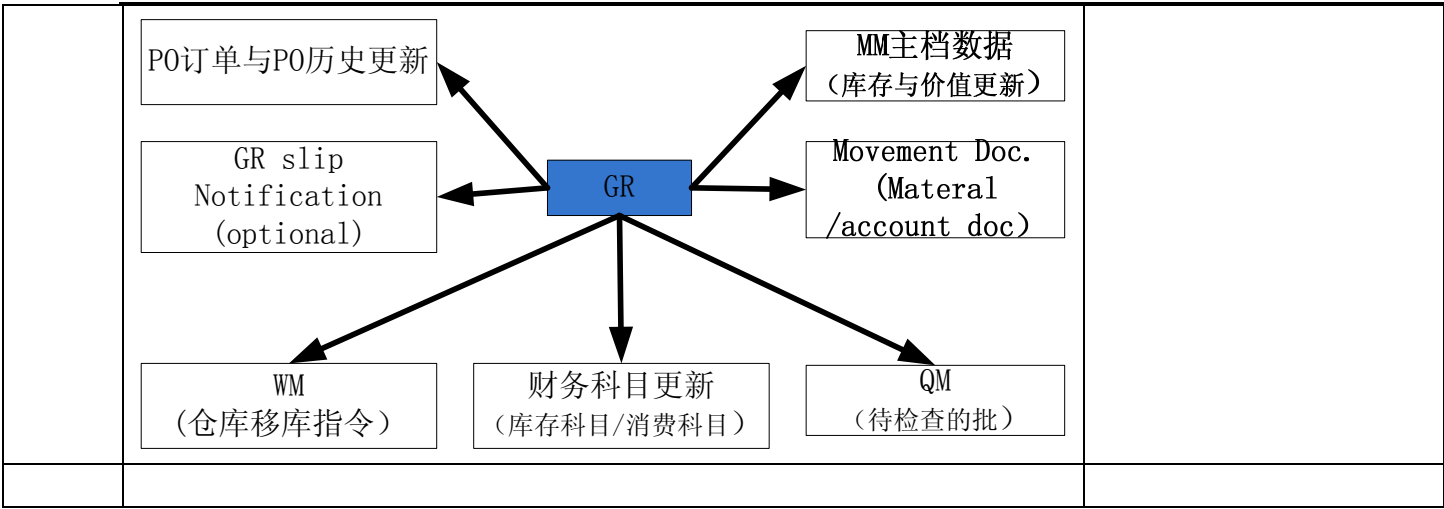 PO订单与PO历史更新
MM主档数据
（库存与价值更新）
GR slip
Notification
(optional)
GR
Movement Doc.
(Materal
/account doc)
WM
(仓库移库指令)
财务科目更新
（库存科目/消费科目）
QM
（待检查的批）